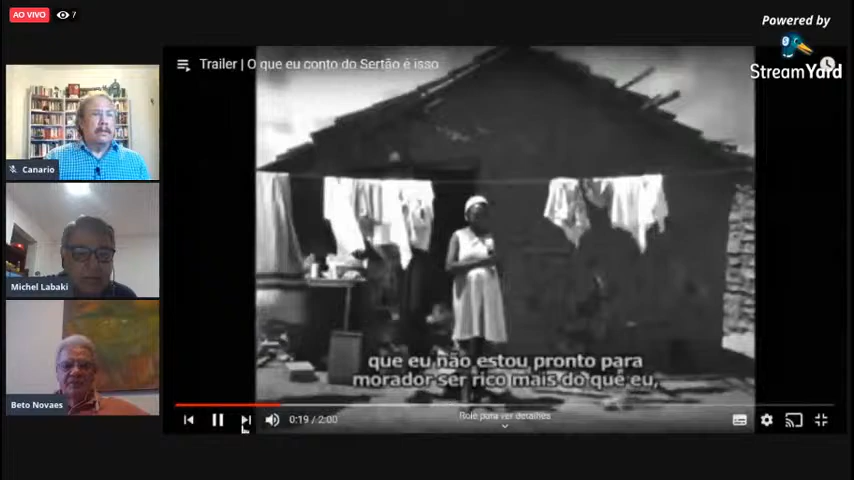 AO VIVO
7
Powered by
StreamYard
Trailer | O que eu conto do Sertão é isso
Canario
Michel Labaki
Beto Novaes
que eu não estou pronto para
morador ser rico mais do que eu,
0:19 / 2:00
Role para ver detalhes